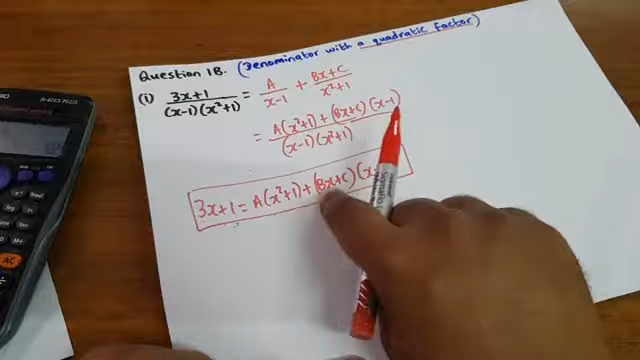 Question 1B. (Denominator with a quadratic factor)
(i) 3x+1 / (x-1)(x²+1) = A / x-1 + Bx+C / x²+1
= A(x²+1) + (Bx+C)(x-1) / (x-1)(x²+1)
3x+1 = A(x²+1) + (Bx+C)(x